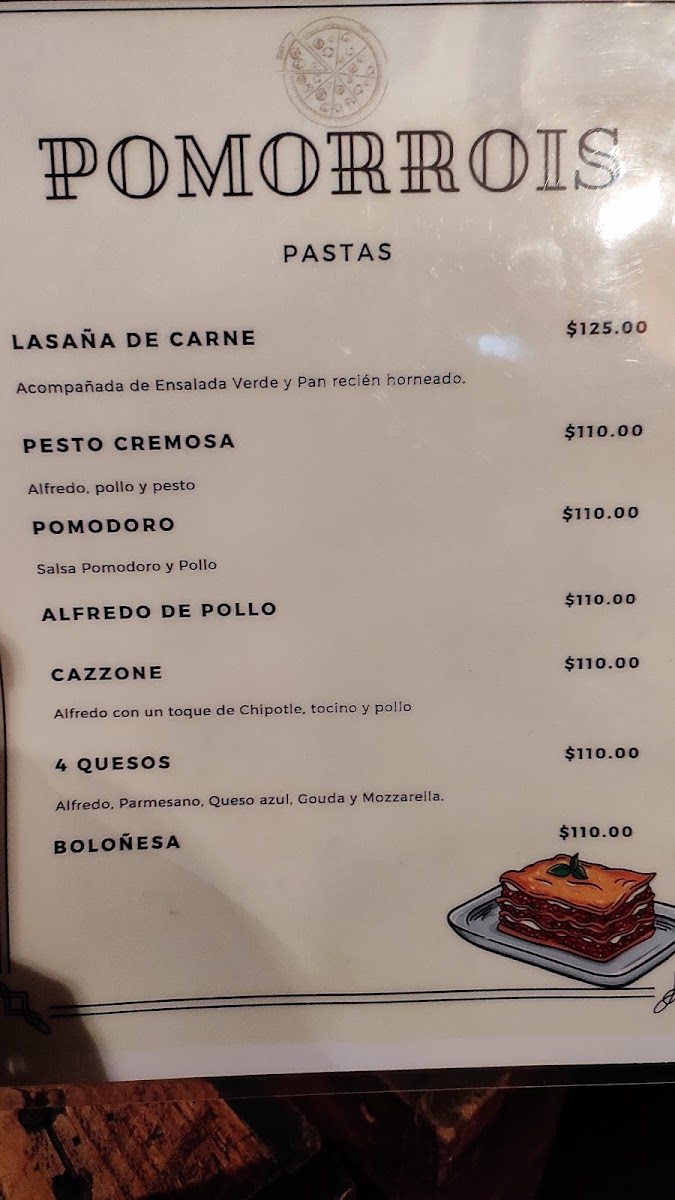 POMORROIS
PASTAS
LASAÑA DE CARNE $125.00
Acompañada de Ensalada Verde y Pan recién horneado.
PESTO CREMOSA $110.00
Alfredo, pollo y pesto
POMODORO $110.00
Salsa Pomodoro y Pollo
ALFREDO DE POLLO $110.00
CAZZONE $110.00
Alfredo con un toque de Chipotle, tocino y pollo
4 QUESOS $110.00
Alfredo, Parmesano, Queso azul, Gouda y Mozzarella.
BOLOÑESA $110.00